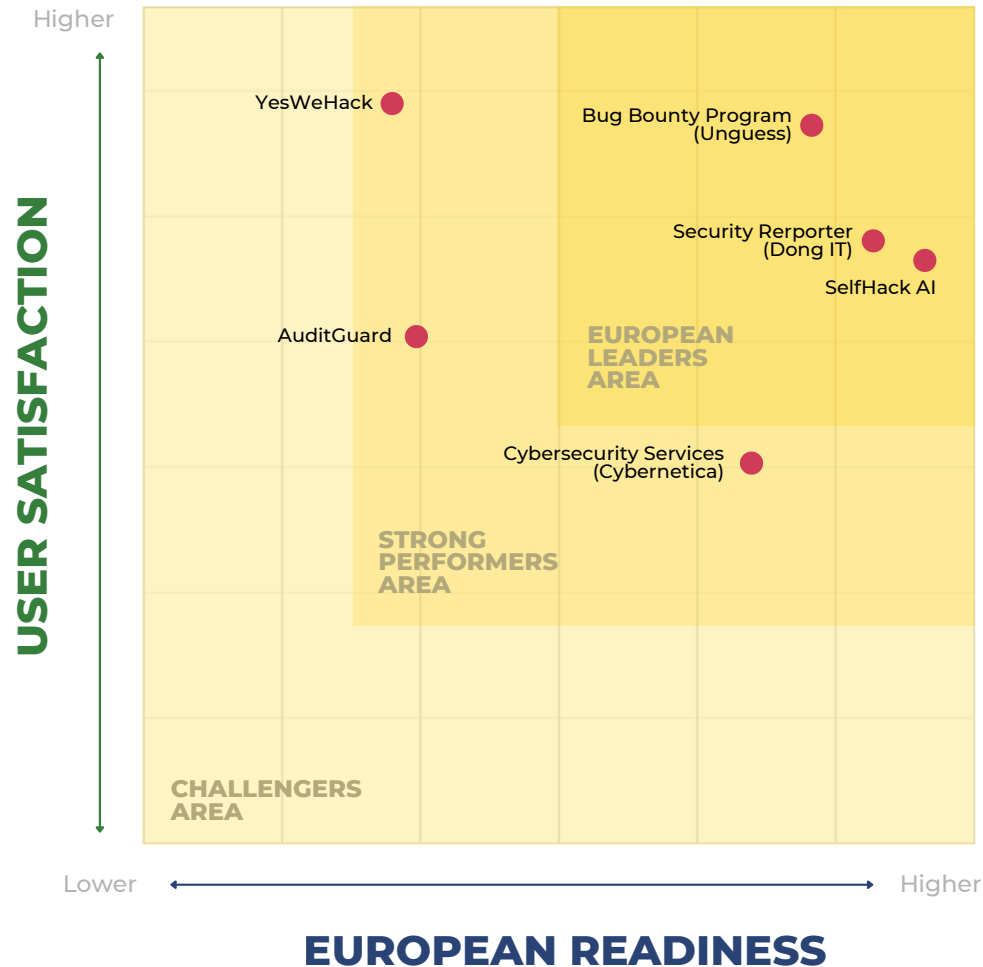 Higher
YesWeHack
Bug Bounty Program
(Unguess)
Security Rerporter
(Dong IT)
SelfHack AI
AuditGuard
EUROPEAN
LEADERS
AREA
Cybersecurity Services
(Cybernetica)
STRONG
PERFORMERS
AREA
CHALLENGERS
AREA
USER SATISFACTION
Lower
Higher
EUROPEAN READINESS